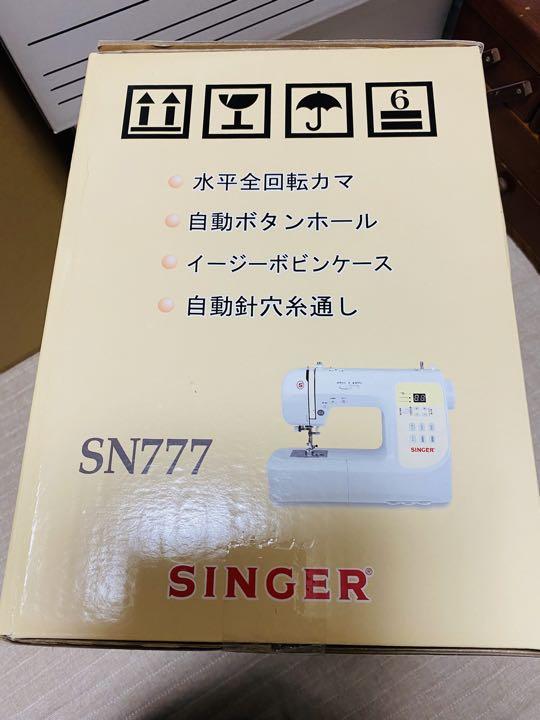 6
水平全回転カマ
自動ボタンホール
イージーボビンケース
自動針穴糸通し
SN777
SINGER
SINGER®